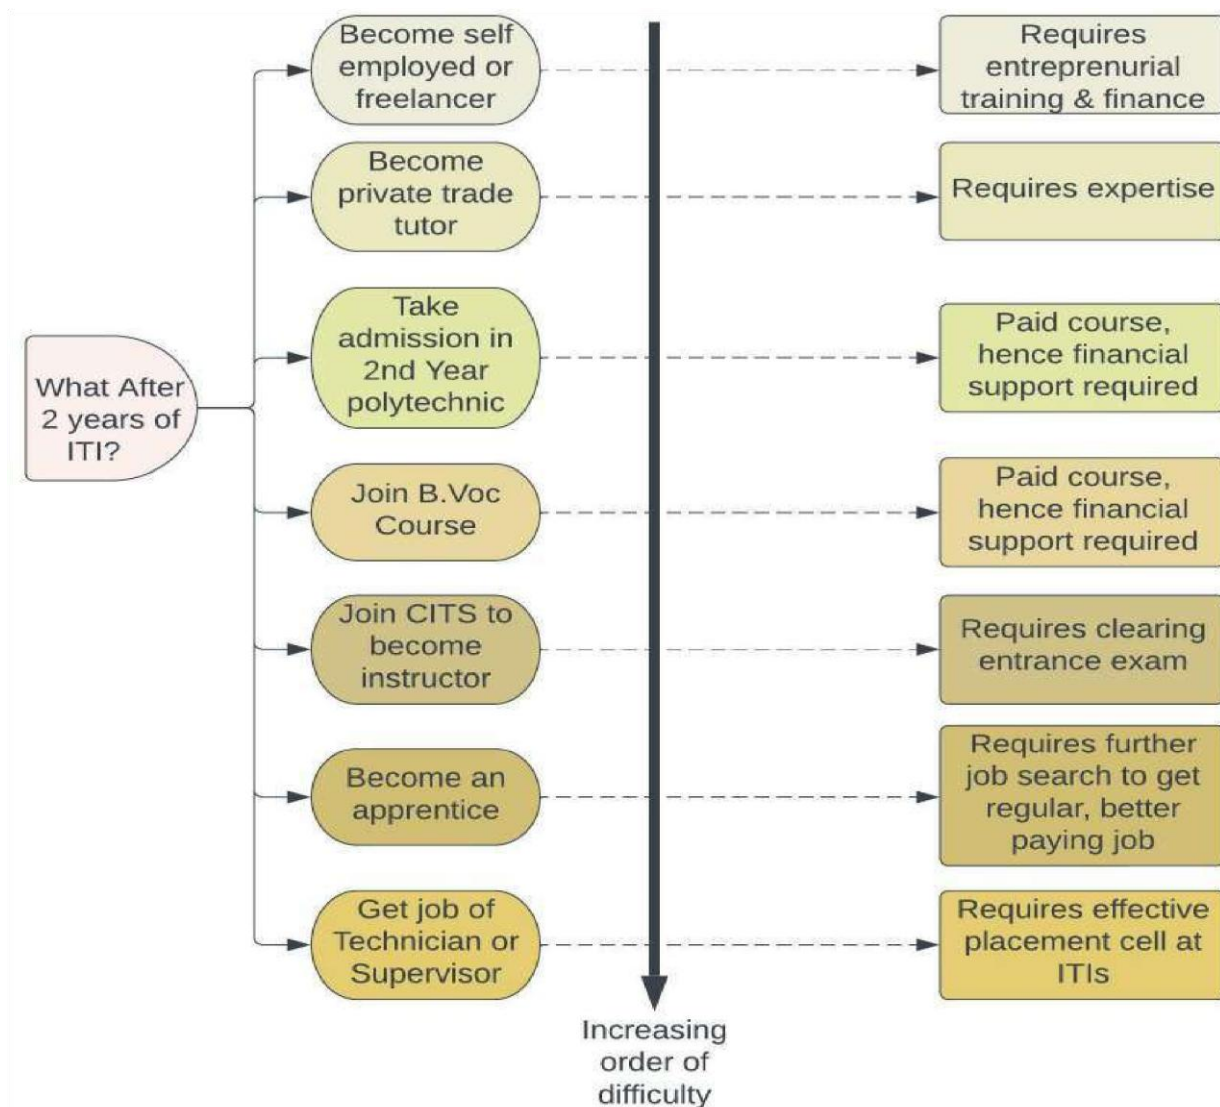 Become self
employed or
freelancer
Requires
entreprenurial
training & finance
Become
private trade
tutor
Requires expertise
Take
admission in
2nd Year
polytechnic
Paid course,
hence financial
support required
What After
2 years of
ITI?
Join B.Voc
Course
Paid course,
hence financial
support required
Join CITS to
become
instructor
Requires clearing
entrance exam
Become an
apprentice
Requires further
job search to get
regular, better
paying job
Get job of
Technician or
Supervisor
Requires effective
placement cell at
ITIs
Increasing
order of
difficulty